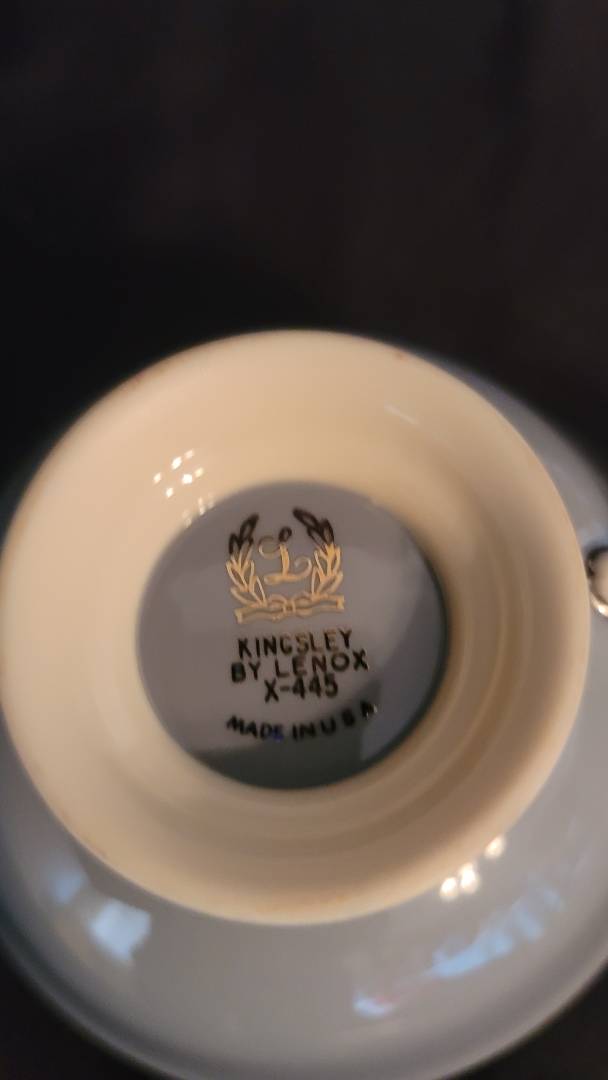 L
KINGSLEY
BY LENOX
X-445
MADE IN U S A